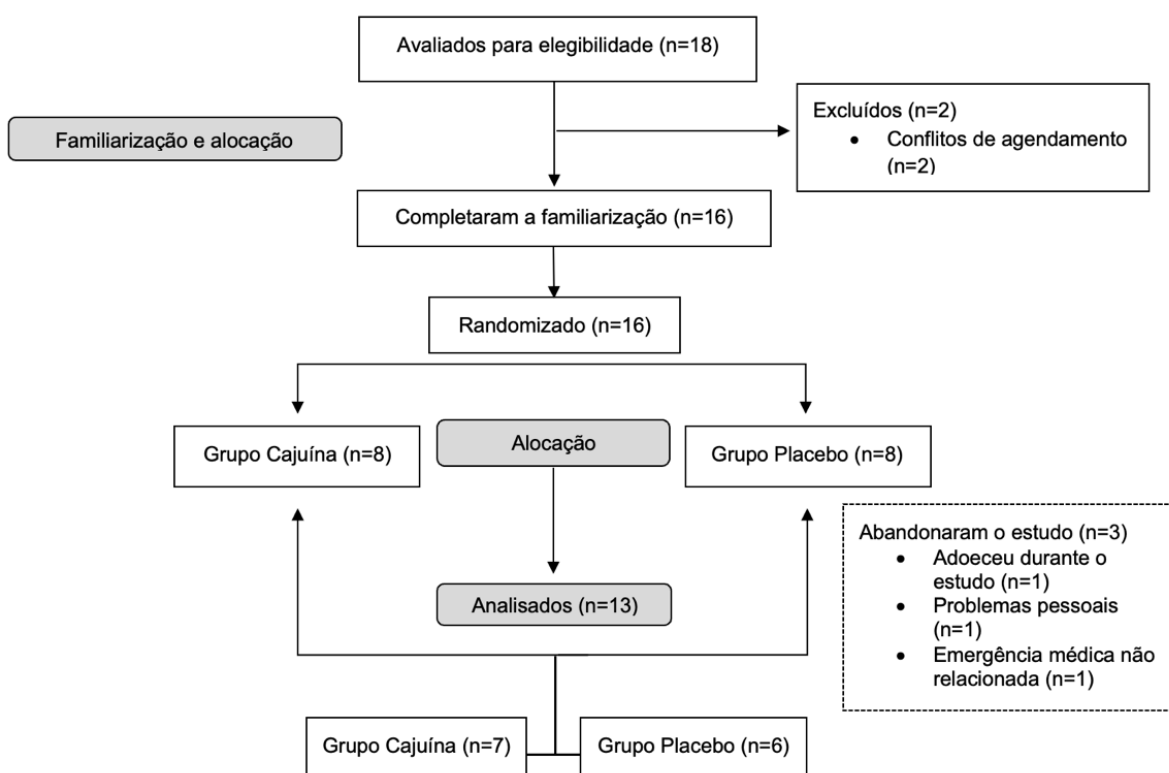 Avaliados para elegibilidade (n=18)
Excluídos (n=2)
• Conflitos de agendamento
(n=2)
Familiarização e alocação
Completaram a familiarização (n=16)
Randomizado (n=16)
Grupo Cajuína (n=8)
Alocação
Grupo Placebo (n=8)
Abandonaram o estudo (n=3)
• Adoeceu durante o
estudo (n=1)
• Problemas pessoais
(n=1)
• Emergência médica não
relacionada (n=1)
Analisados (n=13)
Grupo Cajuína (n=7)
Grupo Placebo (n=6)